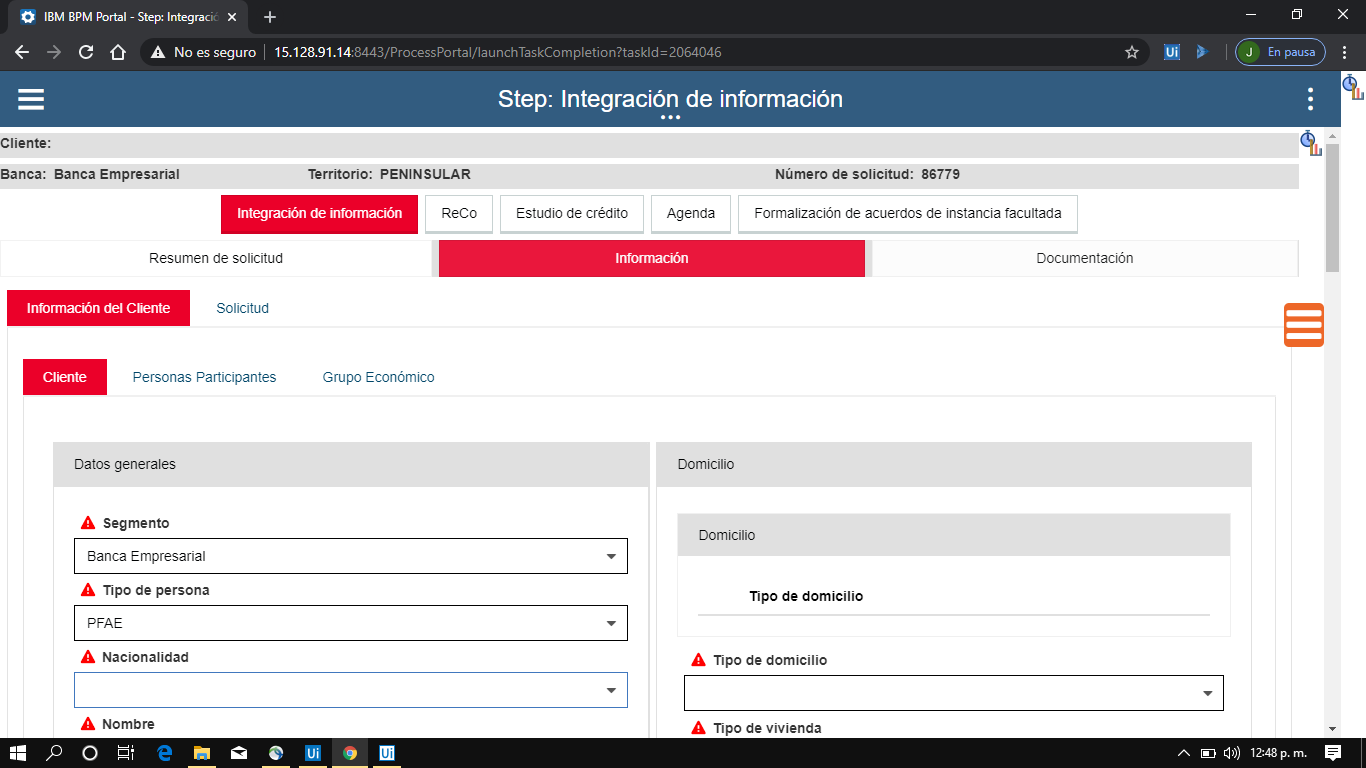 IBM BPM Portal - Step: Integració
No es seguro 15.128.91.14:8443/ProcessPortal/launchTaskCompletion?taskId=2064046 Ui J En pausa
Step: Integración de información
Cliente:
Banca: Banca Empresarial Territorio: PENINSULAR Número de solicitud: 86779
Integración de información ReCo Estudio de crédito Agenda Formalización de acuerdos de instancia facultada
Resumen de solicitud Información Documentación
Información del Cliente Solicitud
Cliente Personas Participantes Grupo Económico
Datos generales
Segmento
Banca Empresarial
Tipo de persona
PFAE
Nacionalidad
Nombre
Domicilio
Domicilio
Tipo de domicilio
Tipo de domicilio
Tipo de vivienda
Ui Ui 12:48 p. m.